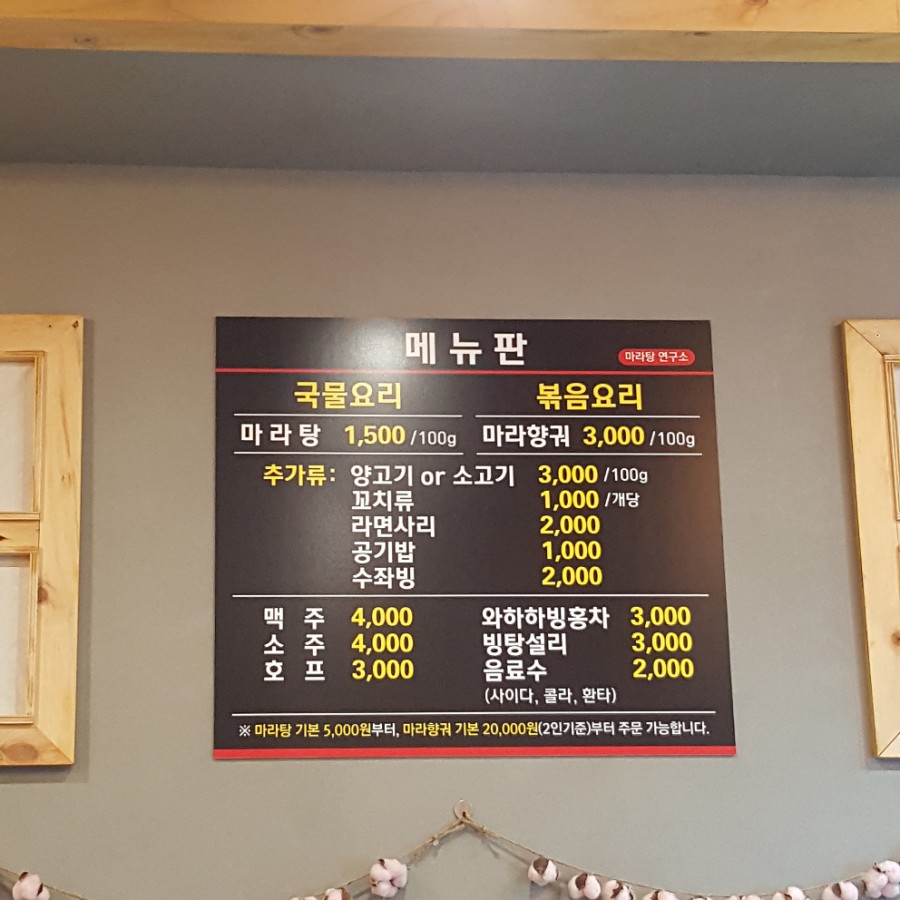 메뉴판
마라탕 연구소
국물요리 볶음요리
마라탕 1,500 /100g 마라향궈 3,000 /100g
추가류: 양고기 or 소고기 3,000 /100g
꼬치류 1,000 /개당
라면사리 2,000
공기밥 1,000
수좌빙 2,000
맥주 4,000 와하하빙홍차 3,000
소주 4,000 빙탕설리 3,000
호프 3,000 음료수 2,000
(사이다, 콜라, 환타)
※ 마라탕 기본 5,000원부터, 마라향궈 기본 20,000원(2인기준)부터 주문 가능합니다.